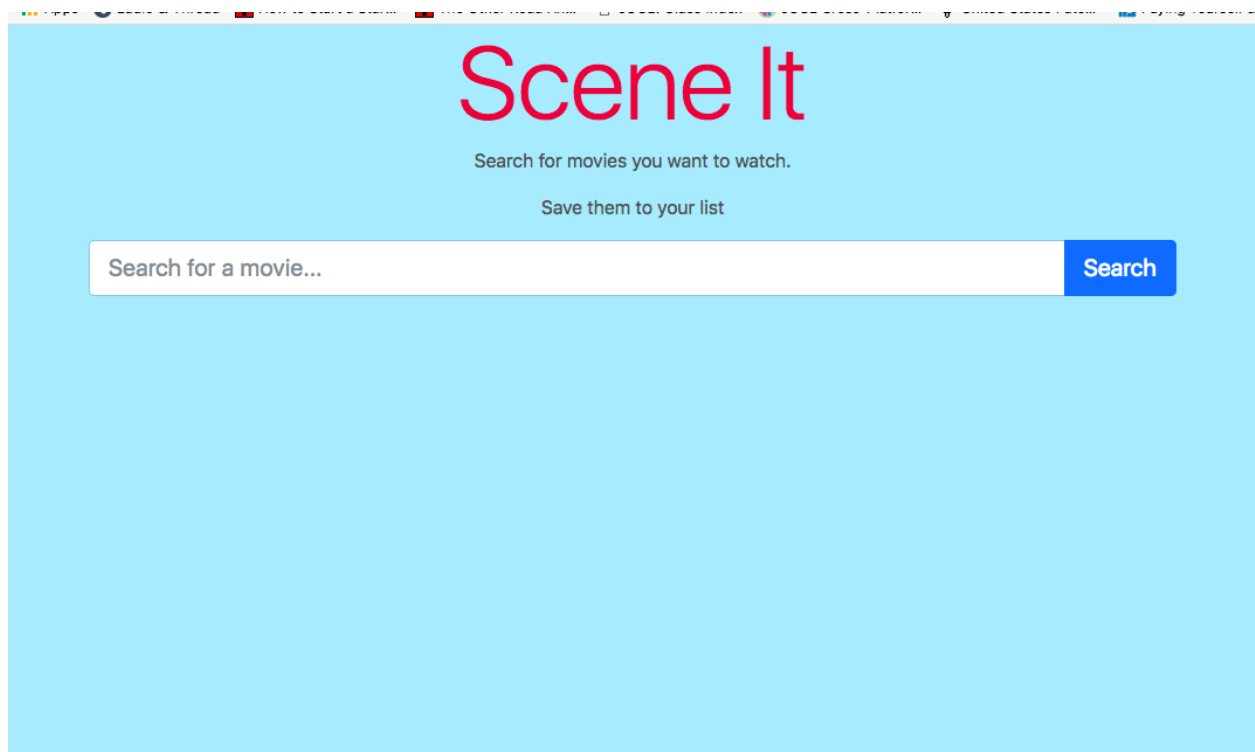 Scene It
Search for movies you want to watch.
Save them to your list
Search for a movie...
Search